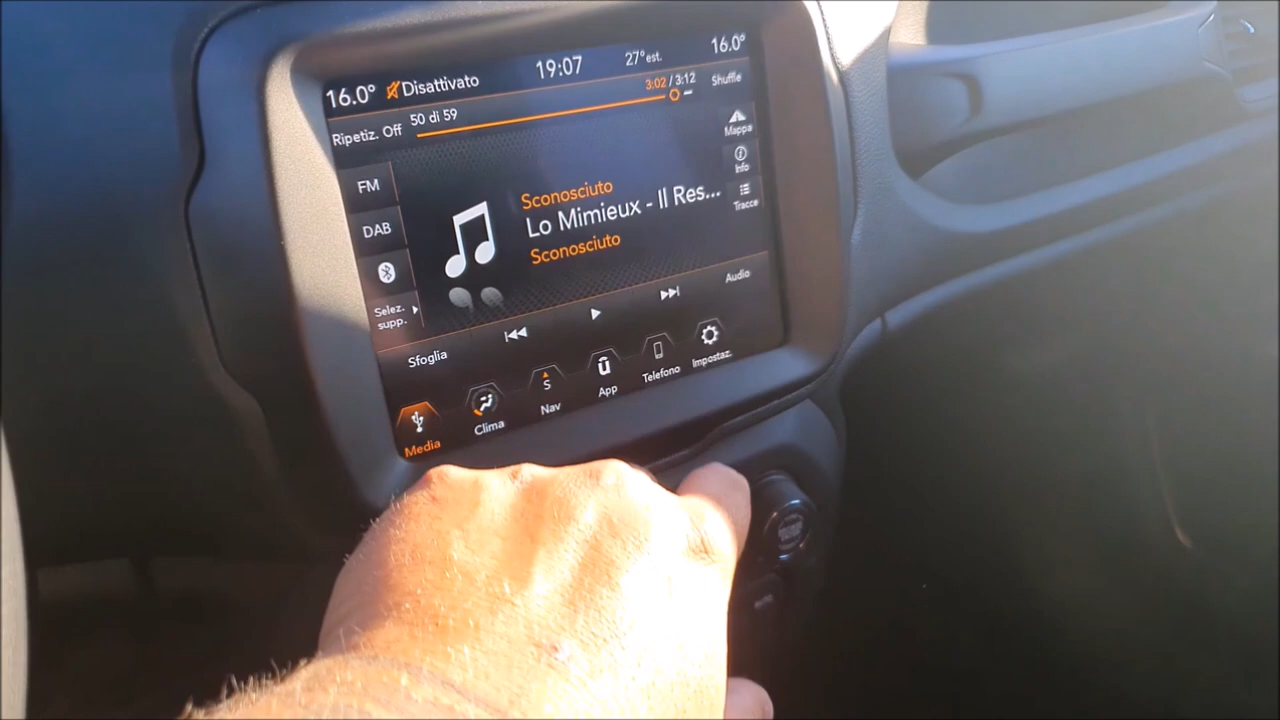 16.0° Disattivato 19:07 27°est. 16.0°
Ripetiz. Off 50 di 59 3:02 / 3:12 Shuffle
Mappa
Info
Tracce
FM
DAB
Selez. supp.
Sconosciuto
Lo Mimieux - Il Res...
Sconosciuto
Sfoglia Audio
Media Clima Nav App Telefono Impostaz.
S